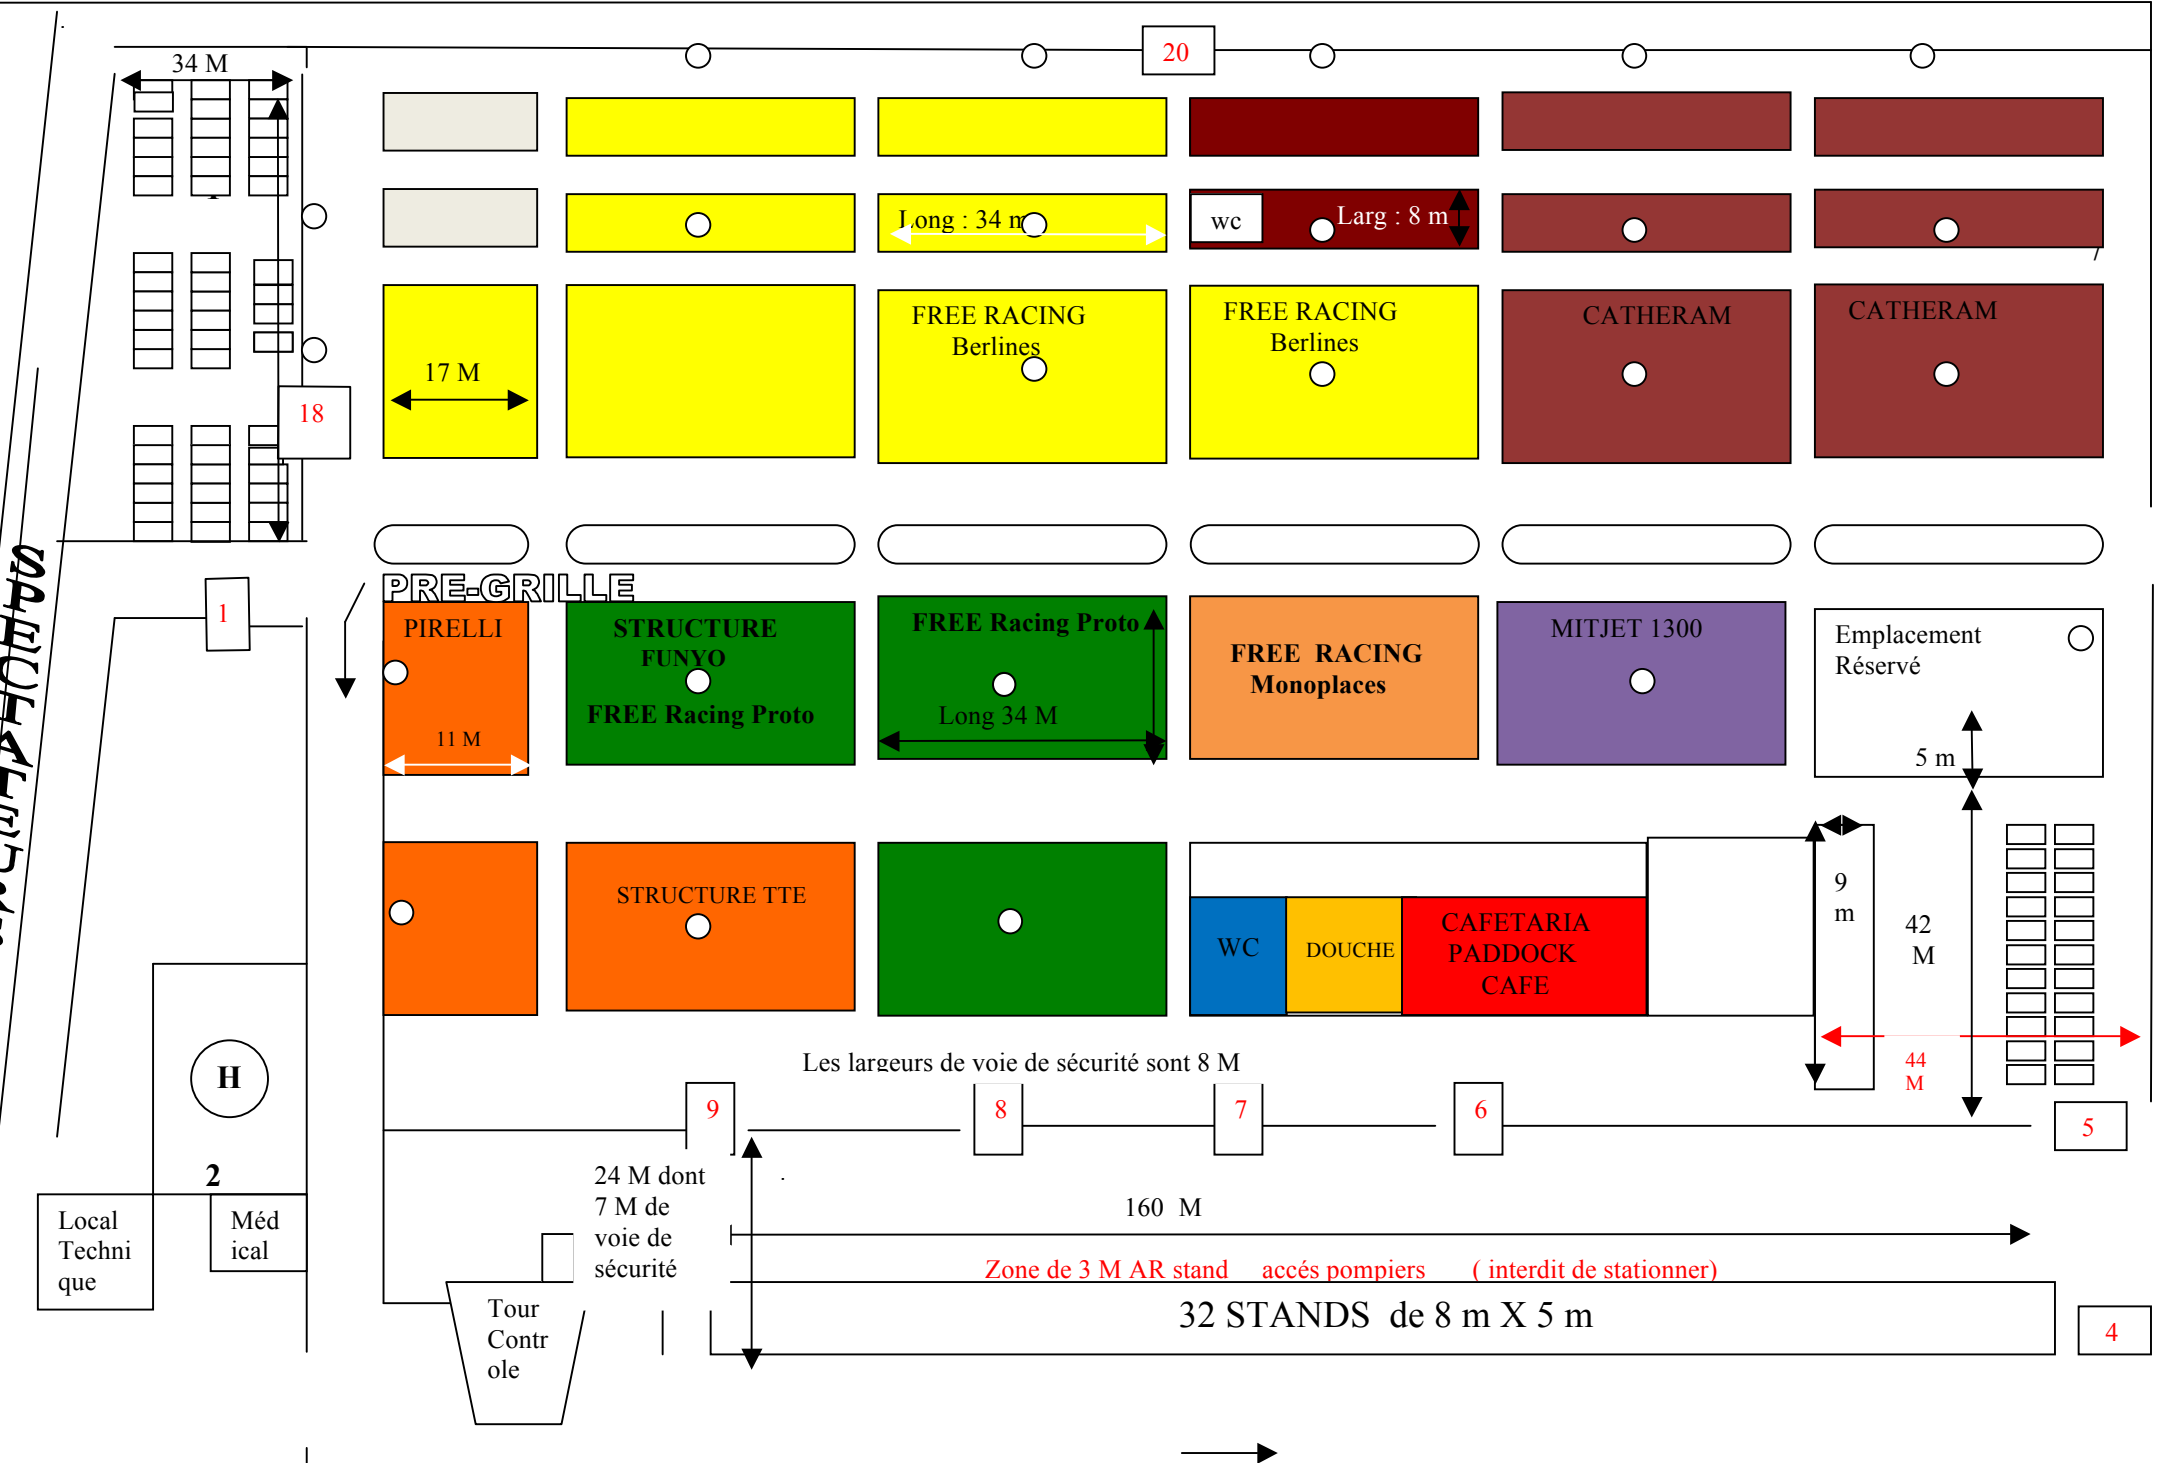 20
34 M
Long : 34 m
wc
Larg : 8 m
FREE RACING
Berlines
FREE RACING
Berlines
CATHERAM
CATHERAM
17 M
18
PRE-GRILLE
1
PIRELLI
11 M
STRUCTURE
FUNYO
FREE Racing Proto
FREE Racing Proto
Long 34 M
FREE RACING
Monoplaces
MITJET 1300
Emplacement
Réservé
5 m
STRUCTURE TTE
WC
DOUCHE
CAFETARIA
PADDOCK
CAFE
9
m
42
M
44
M
H
Les largeurs de voie de sécurité sont 8 M
9
8
7
6
5
2
Local
Techni
que
Méd
ical
24 M dont
7 M de
voie de
sécurité
160 M
Zone de 3 M AR stand accés pompiers ( interdit de stationner)
32 STANDS de 8 m X 5 m
Tour
Contr
ole
4